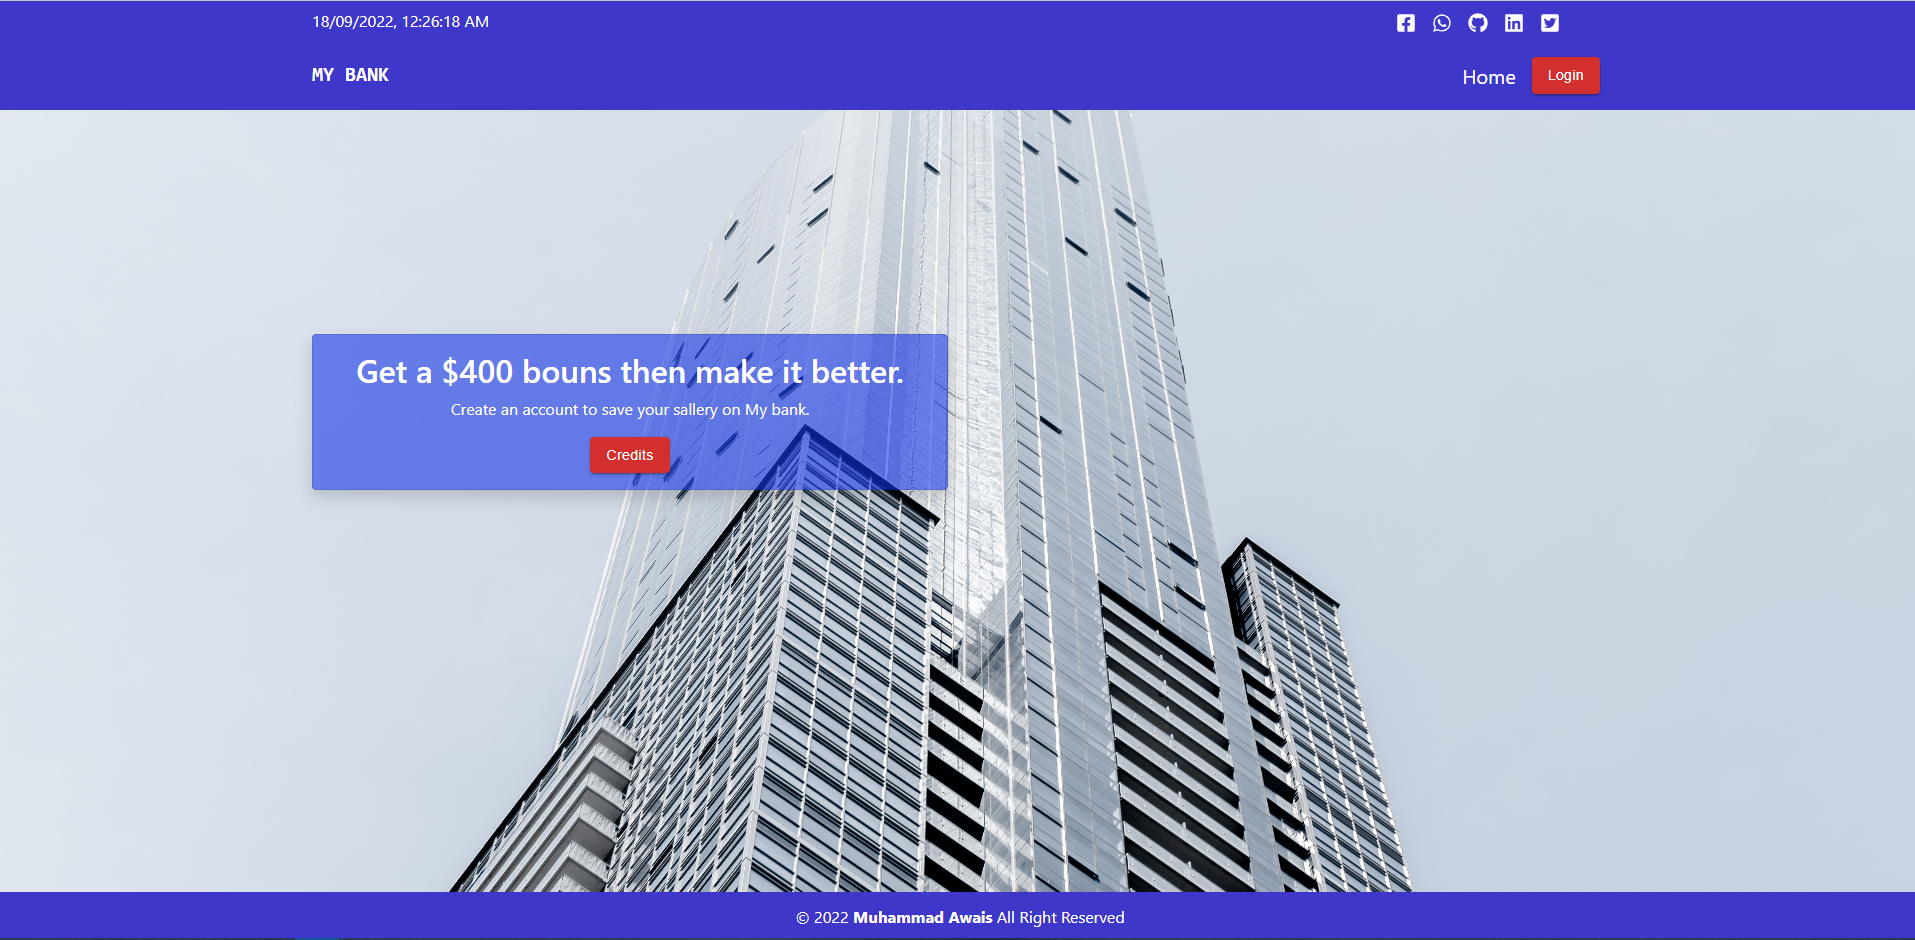 18/09/2022, 12:26:18 AM
MY BANK
Home
Login
Get a $400 bouns then make it better.
Create an account to save your sallery on My bank.
Credits
© 2022 Muhammad Awais All Right Reserved